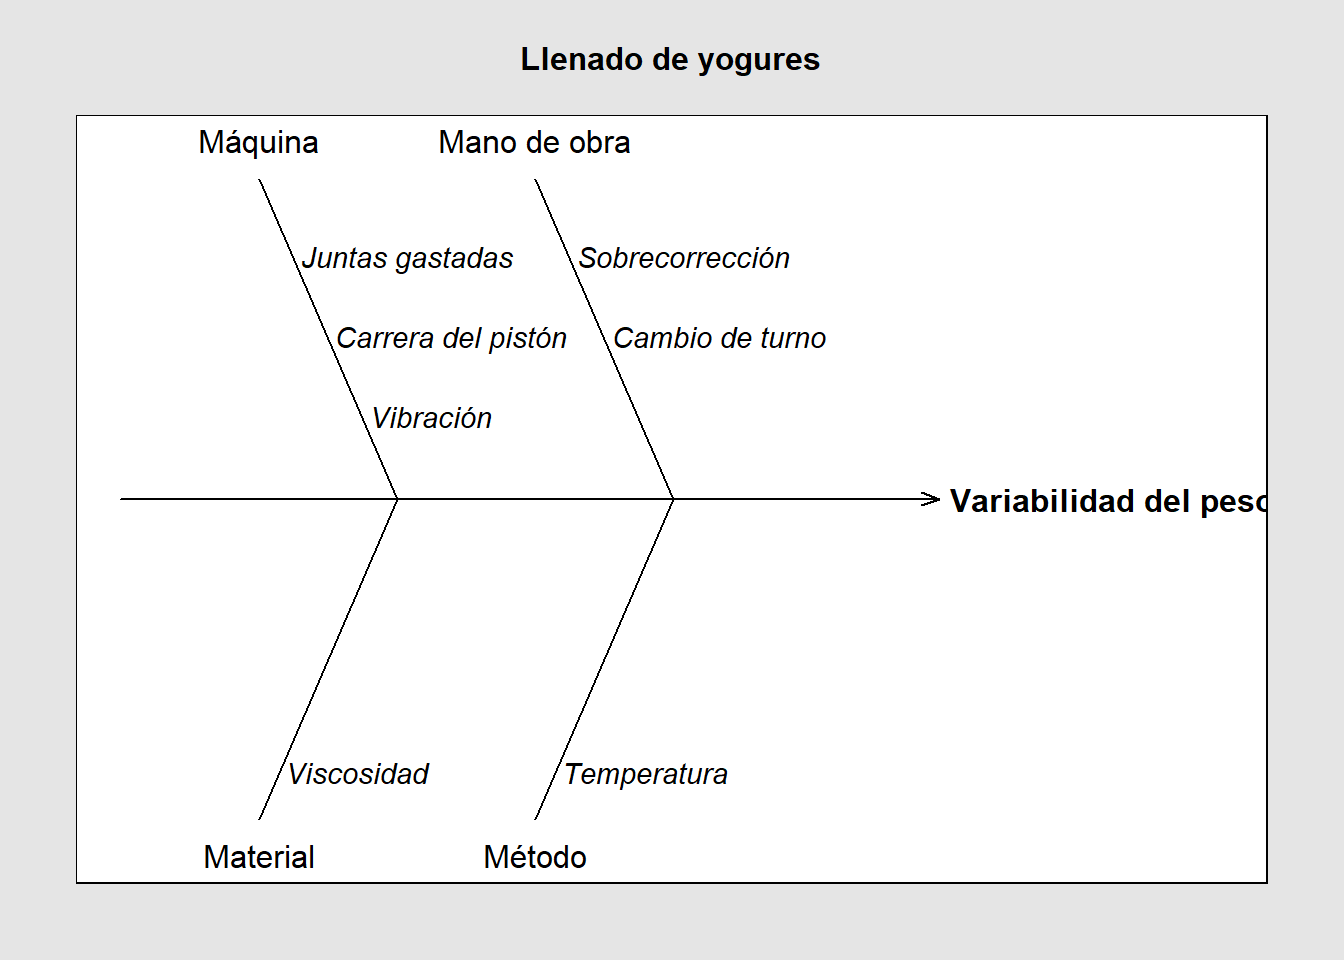 Llenado de yogures
Máquina
Mano de obra
Juntas gastadas
Sobrecorrección
Carrera del pistón
Cambio de turno
Vibración
Variabilidad del peso
Viscosidad
Temperatura
Material
Método